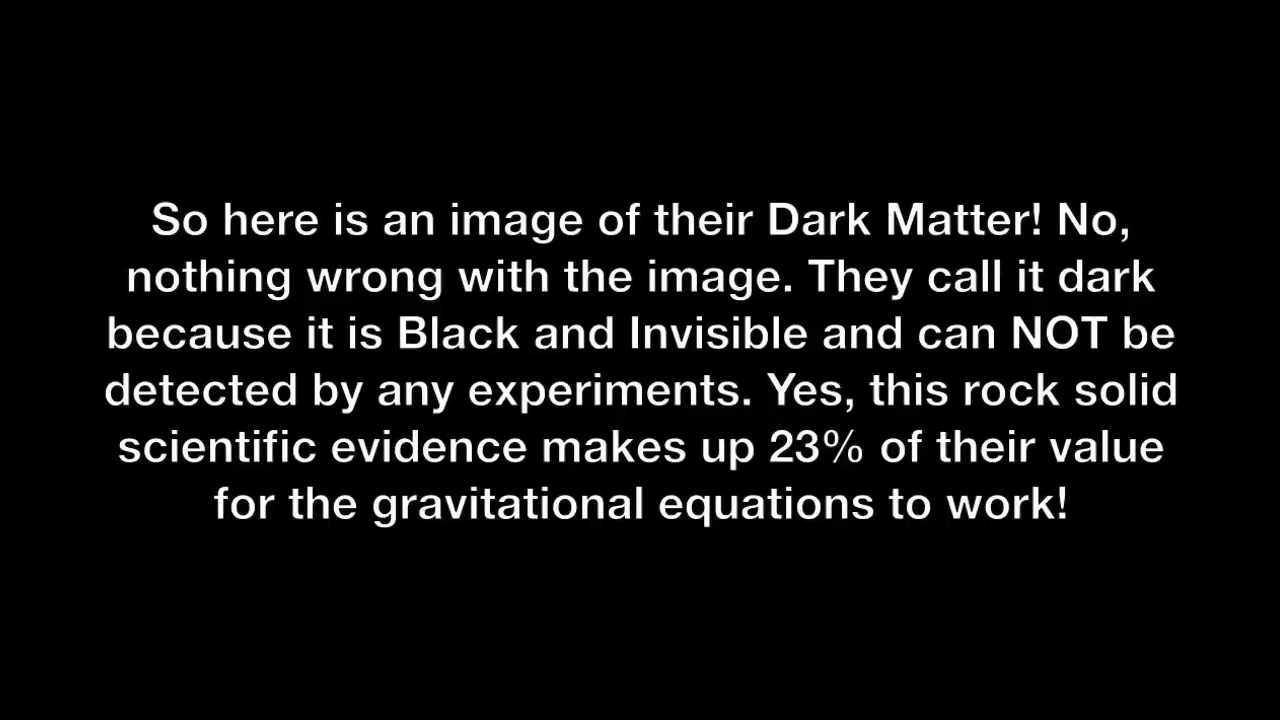 So here is an image of their Dark Matter! No,
nothing wrong with the image. They call it dark
because it is Black and Invisible and can NOT be
detected by any experiments. Yes, this rock solid
scientific evidence makes up 23% of their value
for the gravitational equations to work!